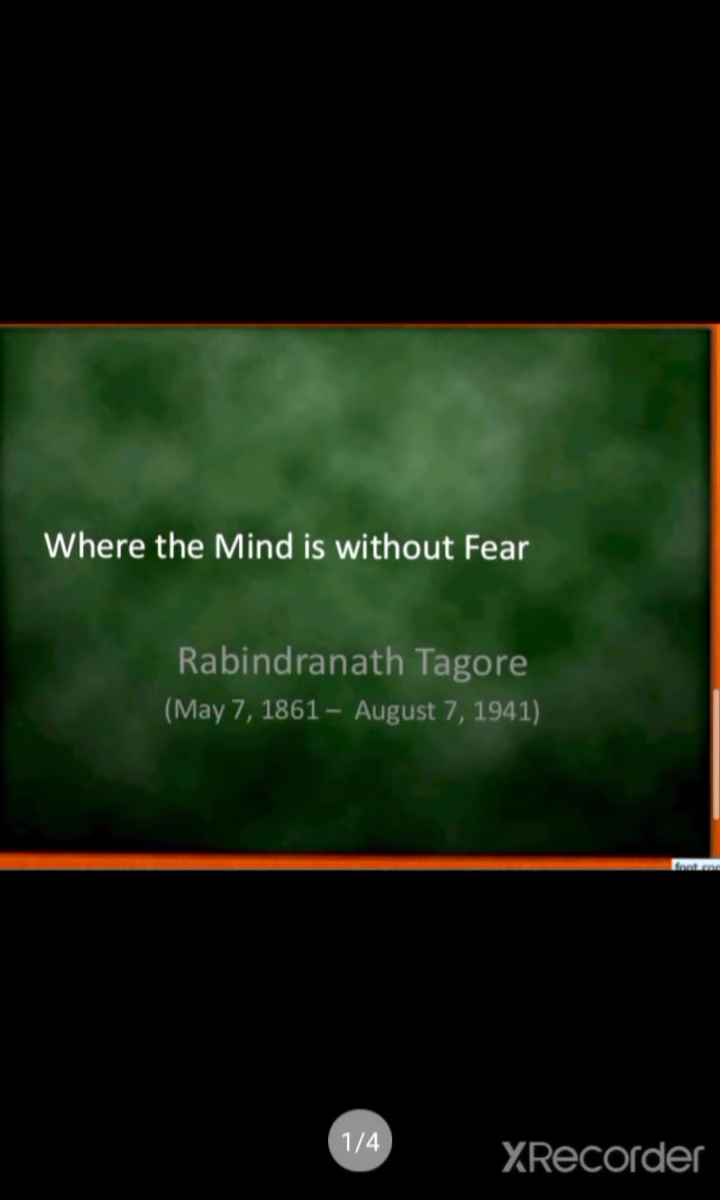 Where the Mind is without Fear
Rabindranath Tagore
(May 7, 1861 – August 7, 1941)
1/4
XRecorder